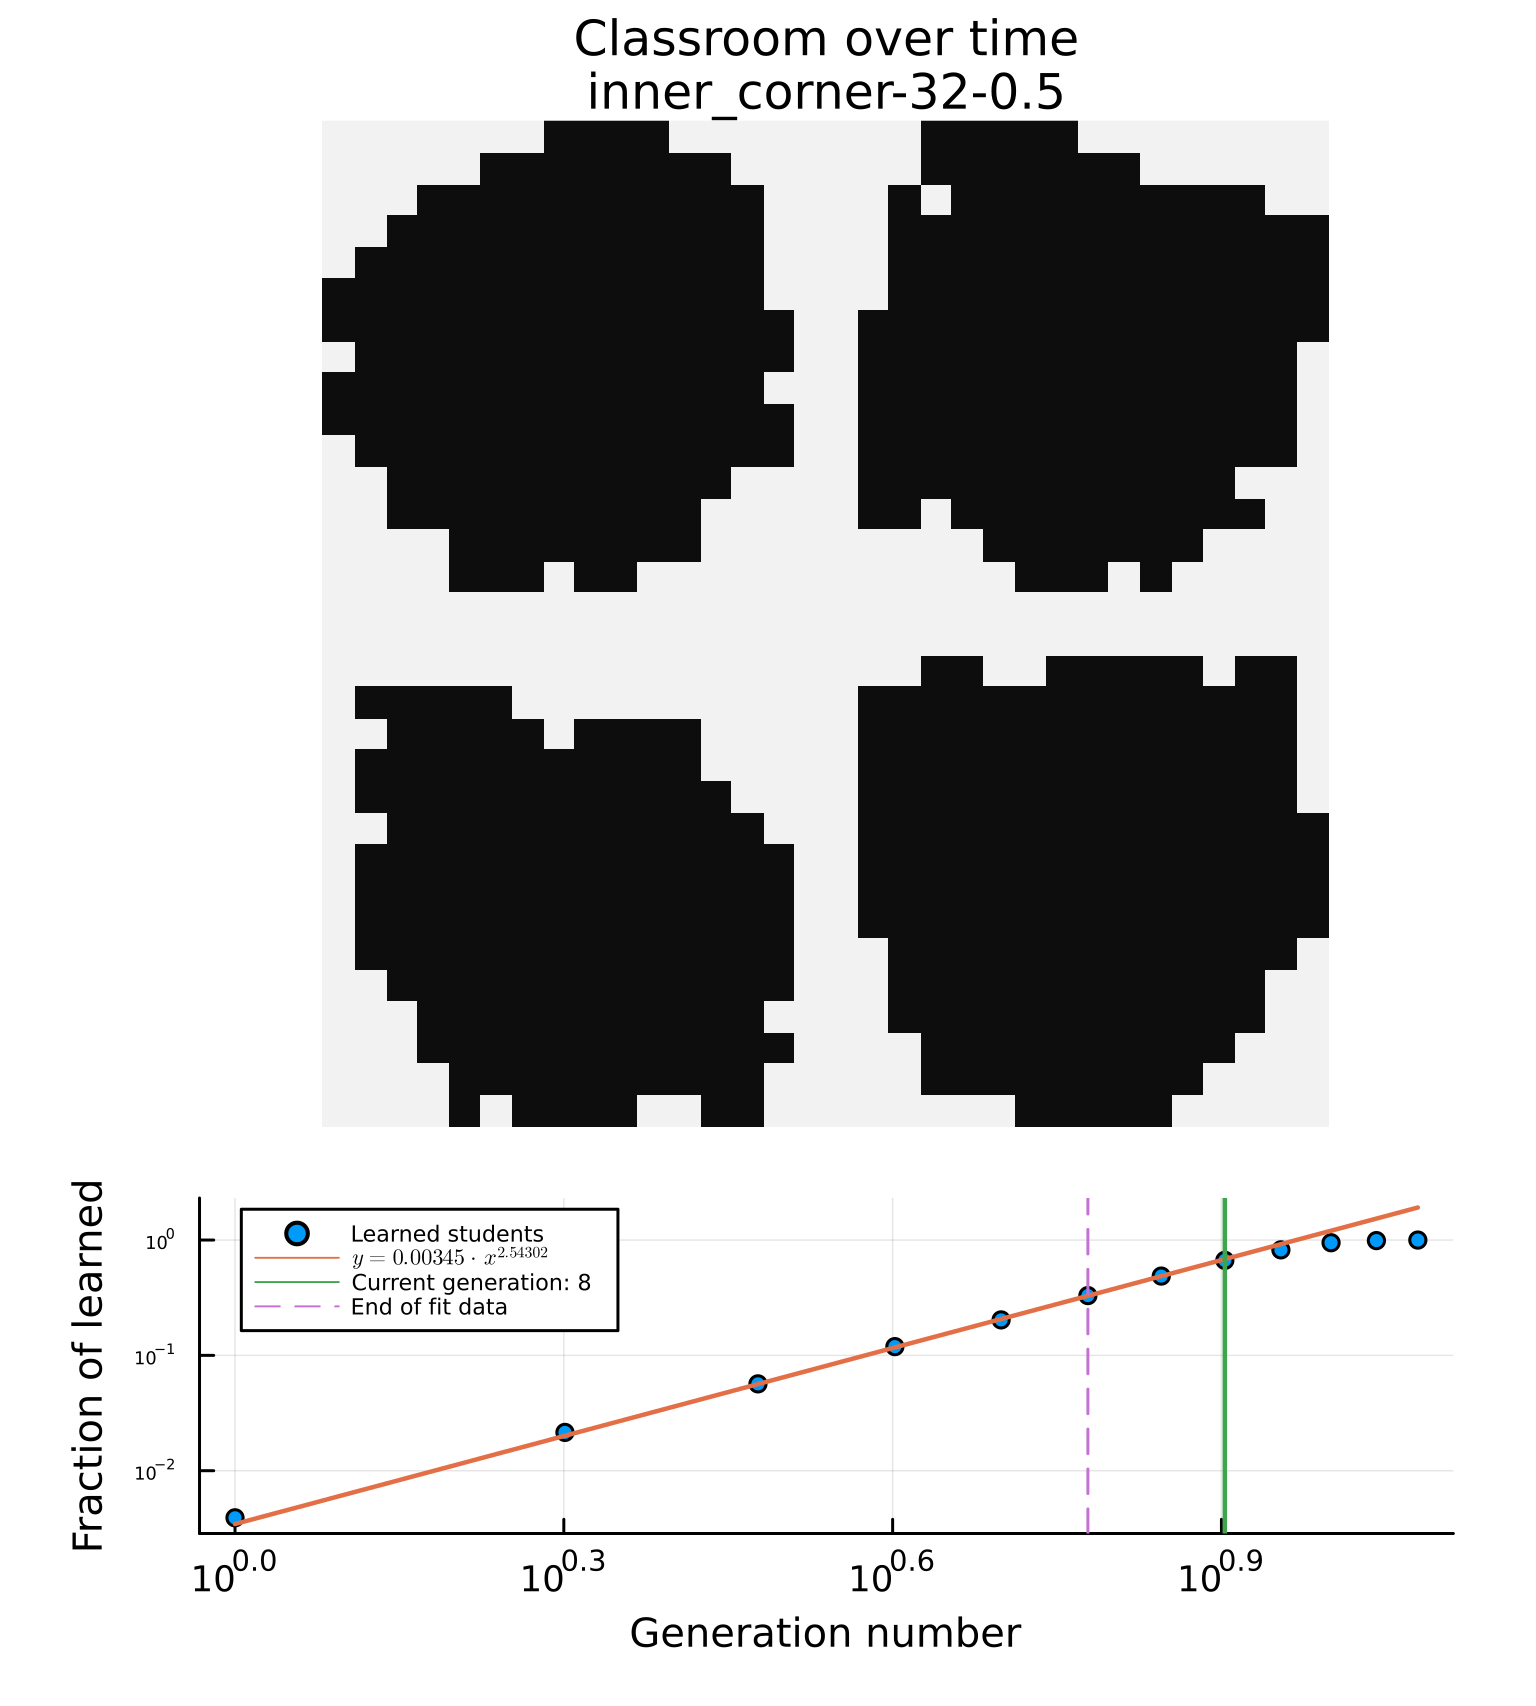 Classroom over time
inner_corner-32-0.5
Fraction of learned
10⁰
10⁻¹
10⁻²
Learned students
y = 0.00345 · x^2.54302
Current generation: 8
End of fit data
10^0.0 10^0.3 10^0.6 10^0.9
Generation number